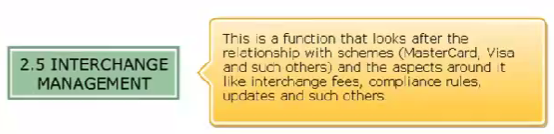 2.5 INTERCHANGE
MANAGEMENT
This is a function that looks after the
relationship with schemes (MasterCard, Visa
and such others) and the aspects around it
like interchange fees, compliance rules,
updates and such others